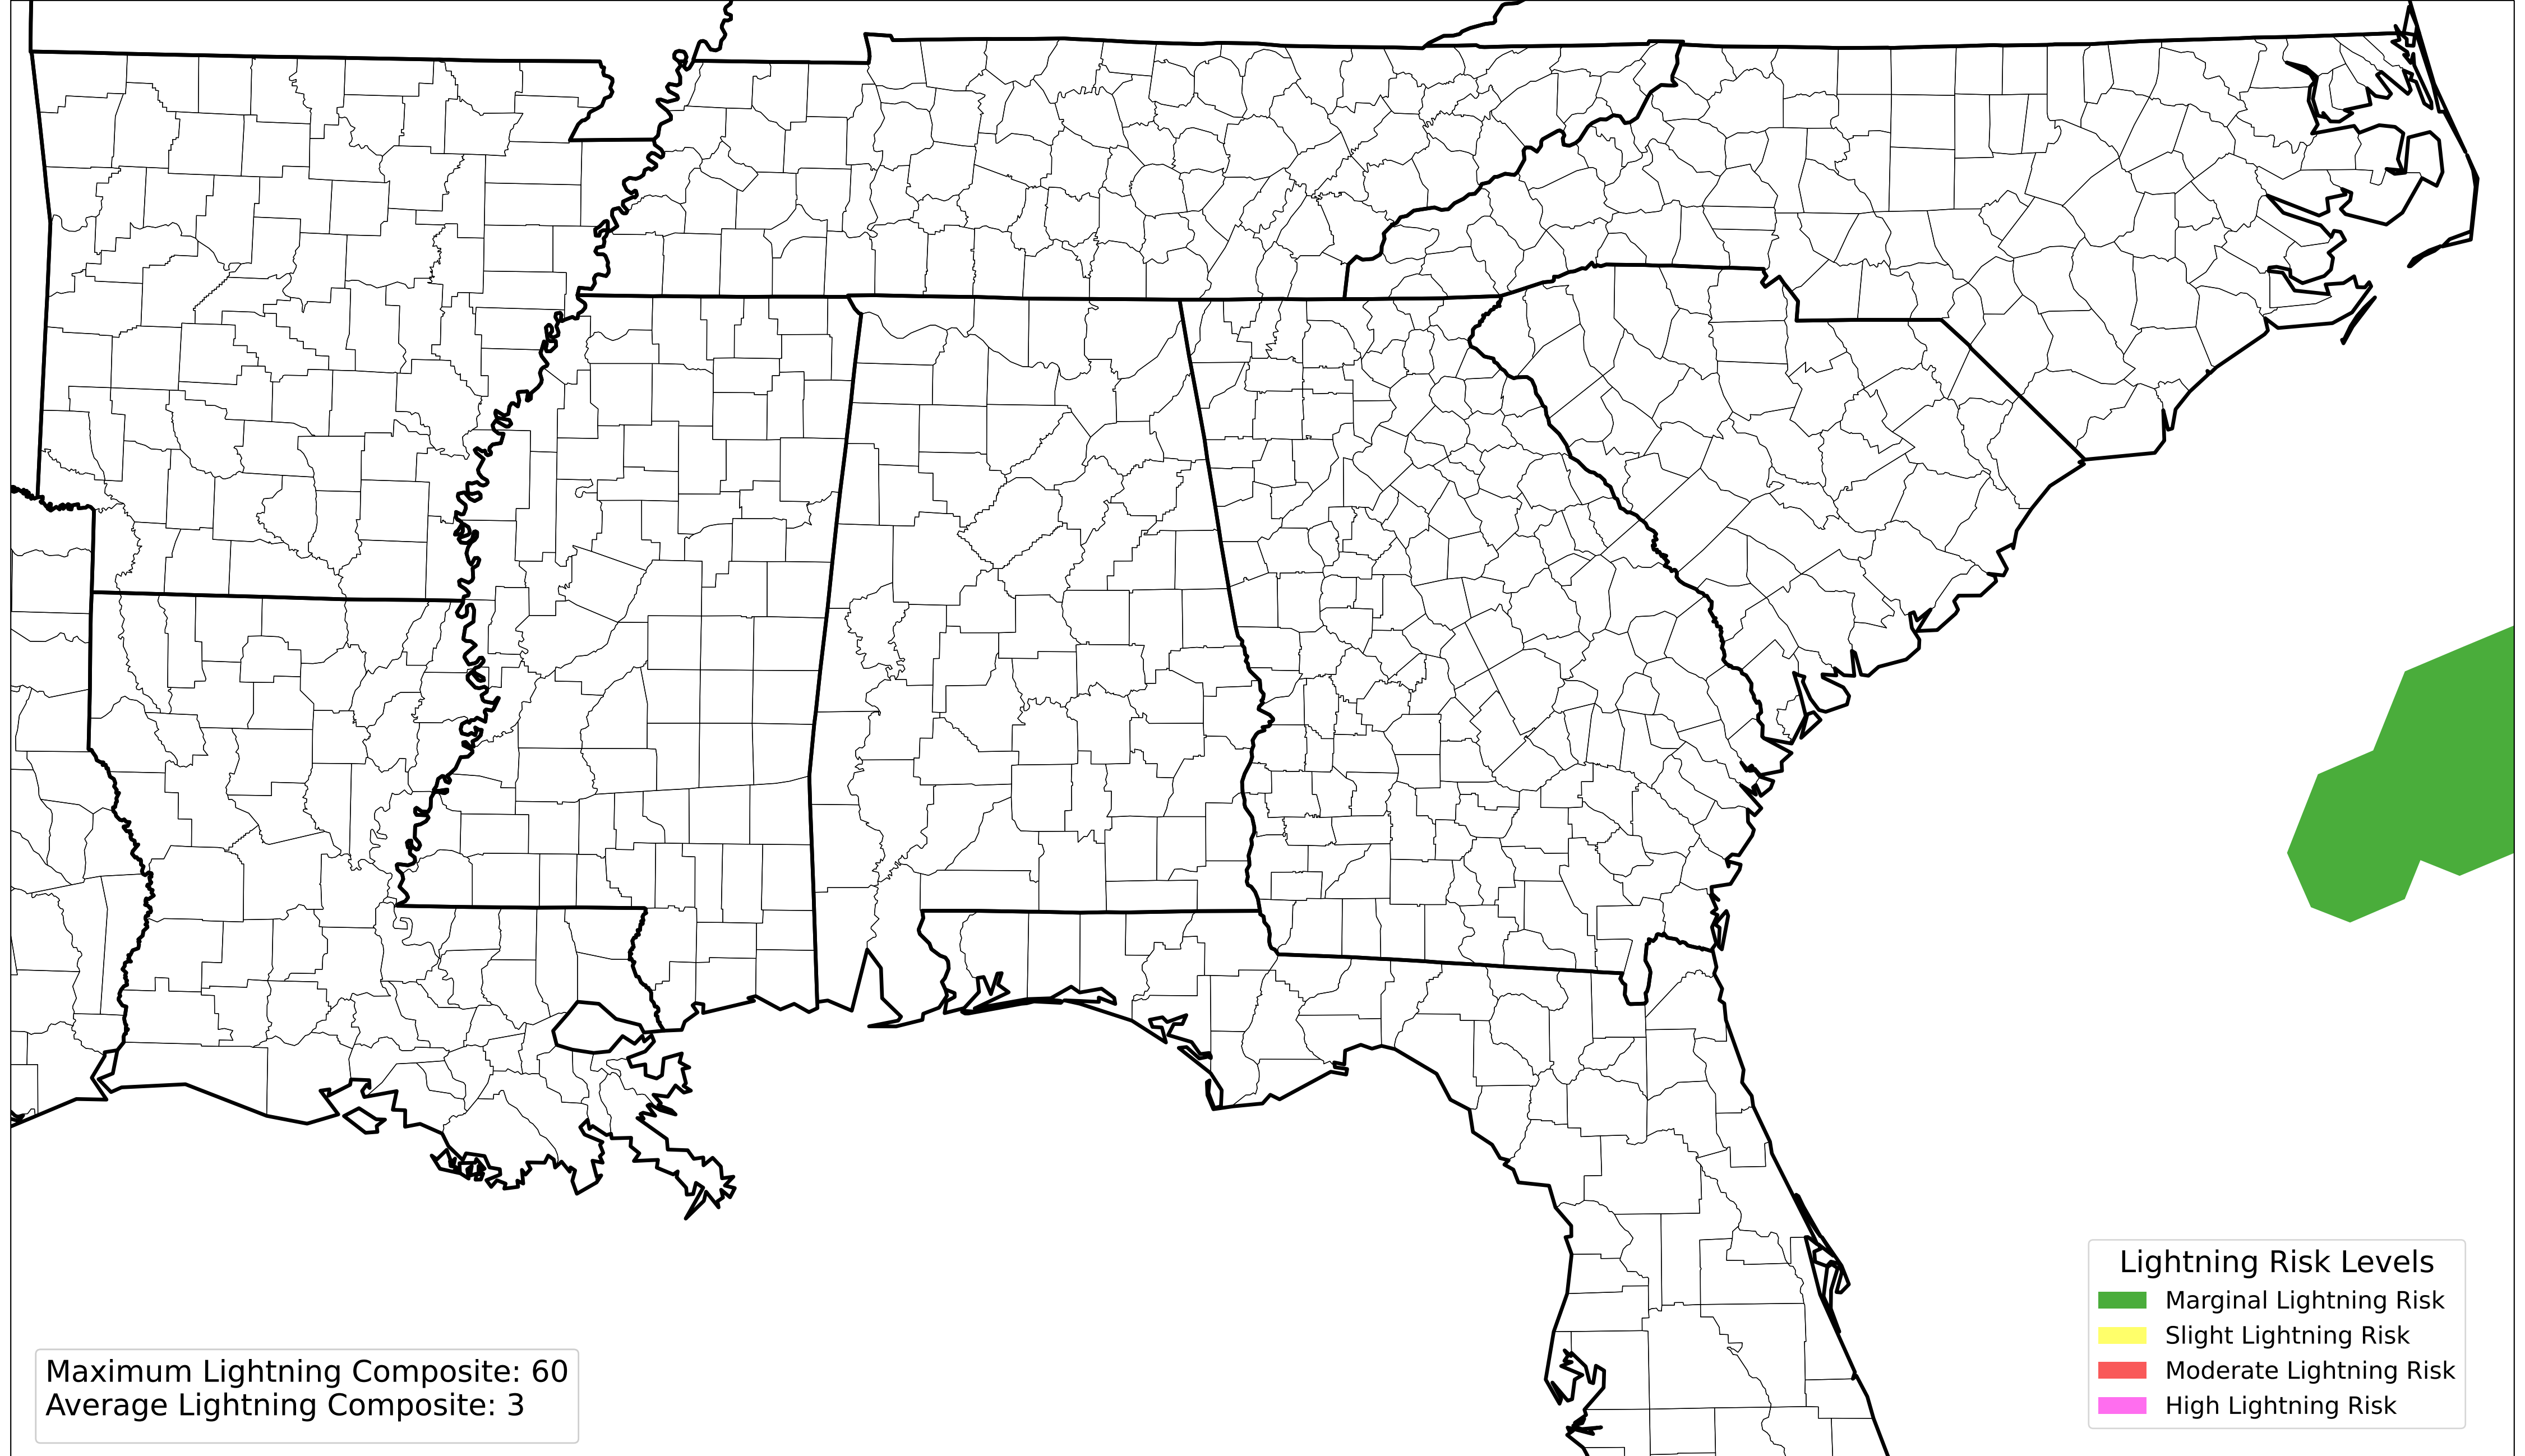 Lightning Risk Levels
Marginal Lightning Risk
Slight Lightning Risk
Moderate Lightning Risk
High Lightning Risk
Maximum Lightning Composite: 60
Average Lightning Composite: 3